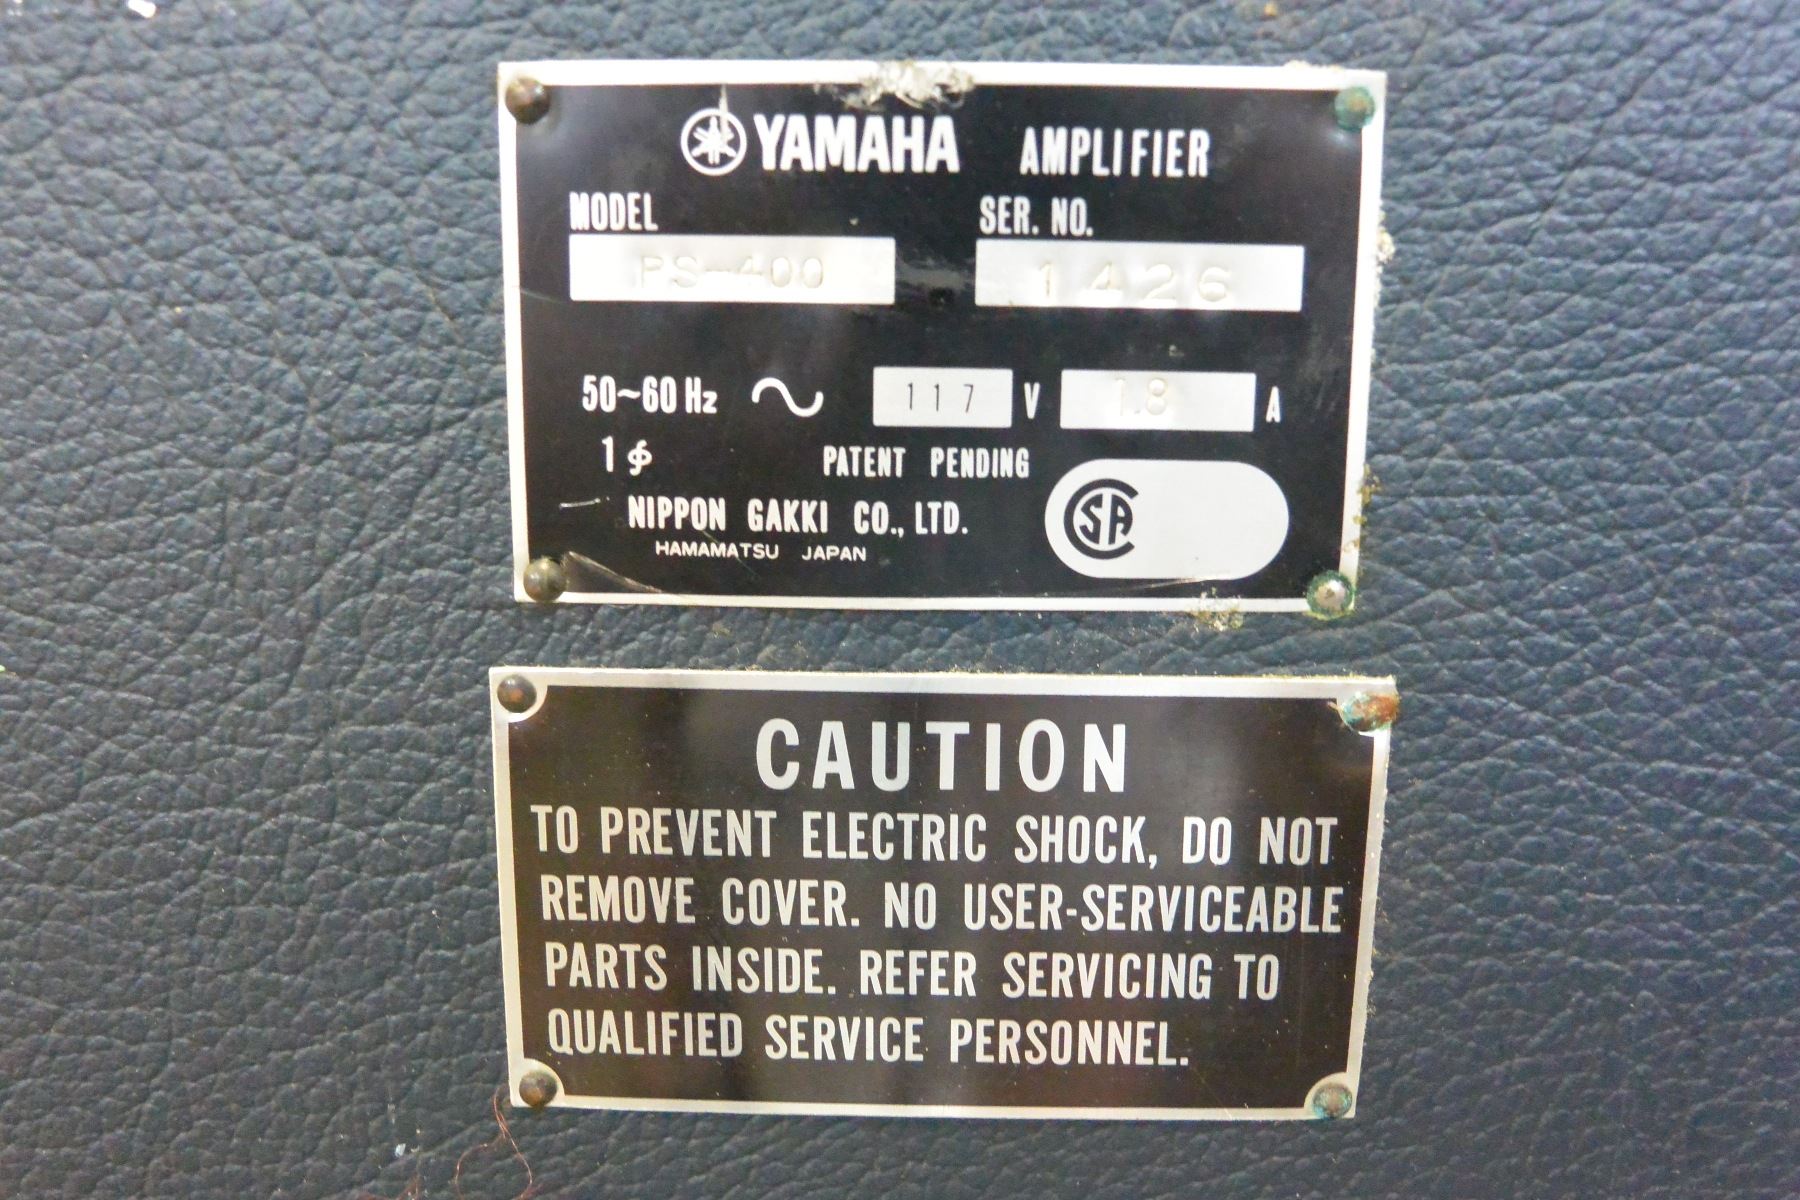 YAMAHA AMPLIFIER
MODEL SER. NO.
PS-400 1426
50~60 Hz 117 V 1.8 A
1 φ PATENT PENDING
NIPPON GAKKI CO., LTD.
HAMAMATSU JAPAN
CSA
CAUTION
TO PREVENT ELECTRIC SHOCK, DO NOT
REMOVE COVER. NO USER-SERVICEABLE
PARTS INSIDE. REFER SERVICING TO
QUALIFIED SERVICE PERSONNEL.